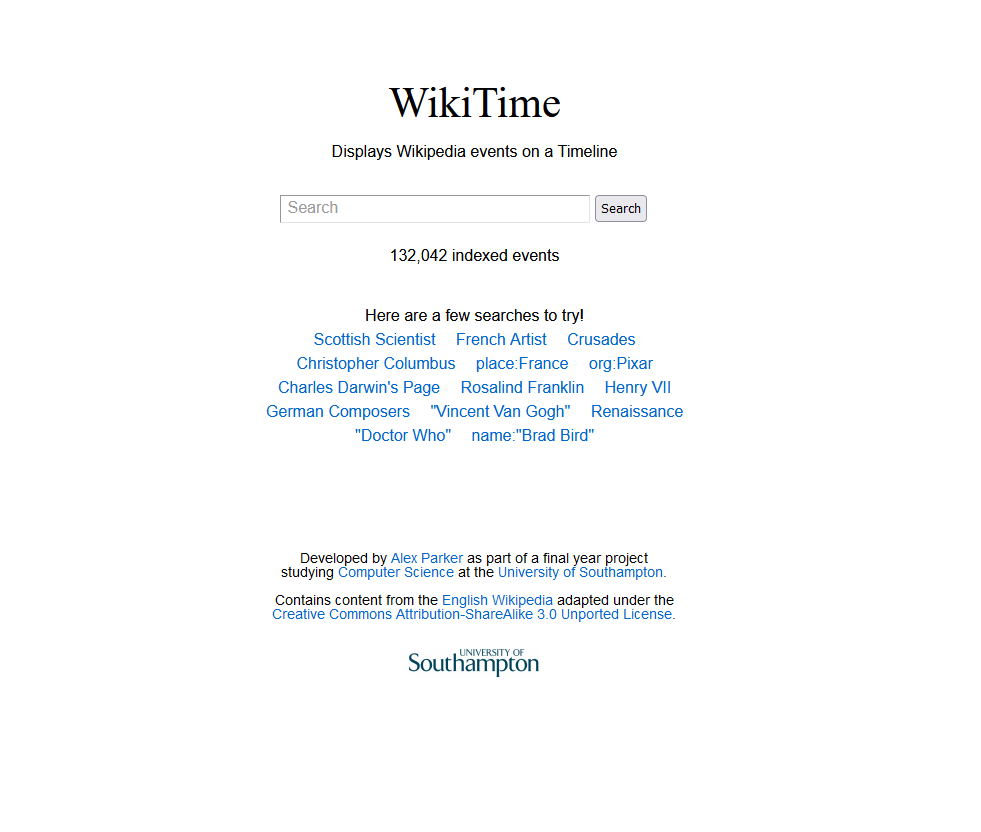 WikiTime
Displays Wikipedia events on a Timeline
Search Search
132,042 indexed events
Here are a few searches to try!
Scottish Scientist French Artist Crusades
Christopher Columbus place:France org:Pixar
Charles Darwin's Page Rosalind Franklin Henry VII
German Composers "Vincent Van Gogh" Renaissance
"Doctor Who" name:"Brad Bird"
Developed by Alex Parker as part of a final year project
studying Computer Science at the University of Southampton.
Contains content from the English Wikipedia adapted under the
Creative Commons Attribution-ShareAlike 3.0 Unported License.
UNIVERSITY OF
Southampton